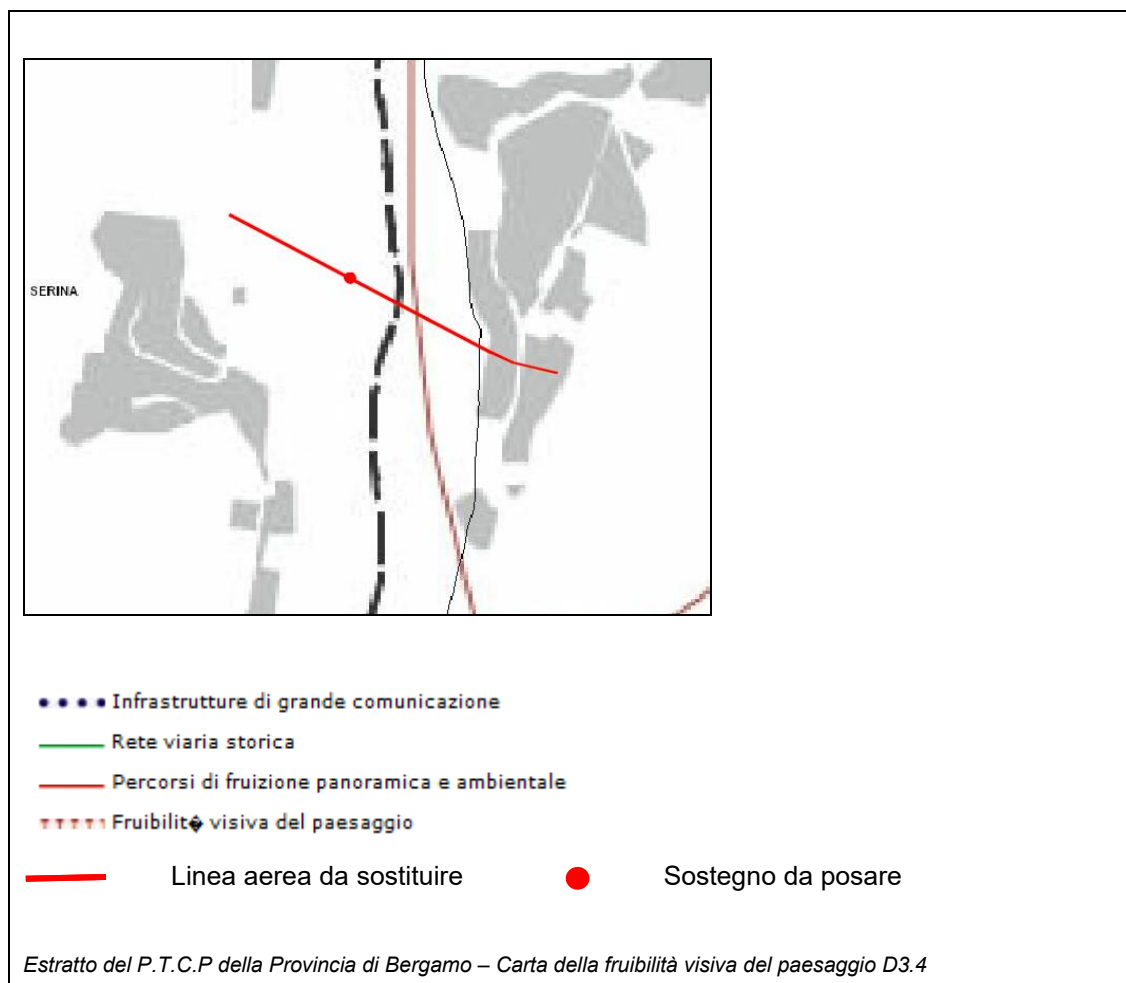 SERINA
Infrastrutture di grande comunicazione
Rete viaria storica
Percorsi di fruizione panoramica e ambientale
Fruibilit� visiva del paesaggio
Linea aerea da sostituire
Sostegno da posare
Estratto del P.T.C.P della Provincia di Bergamo – Carta della fruibilità visiva del paesaggio D3.4